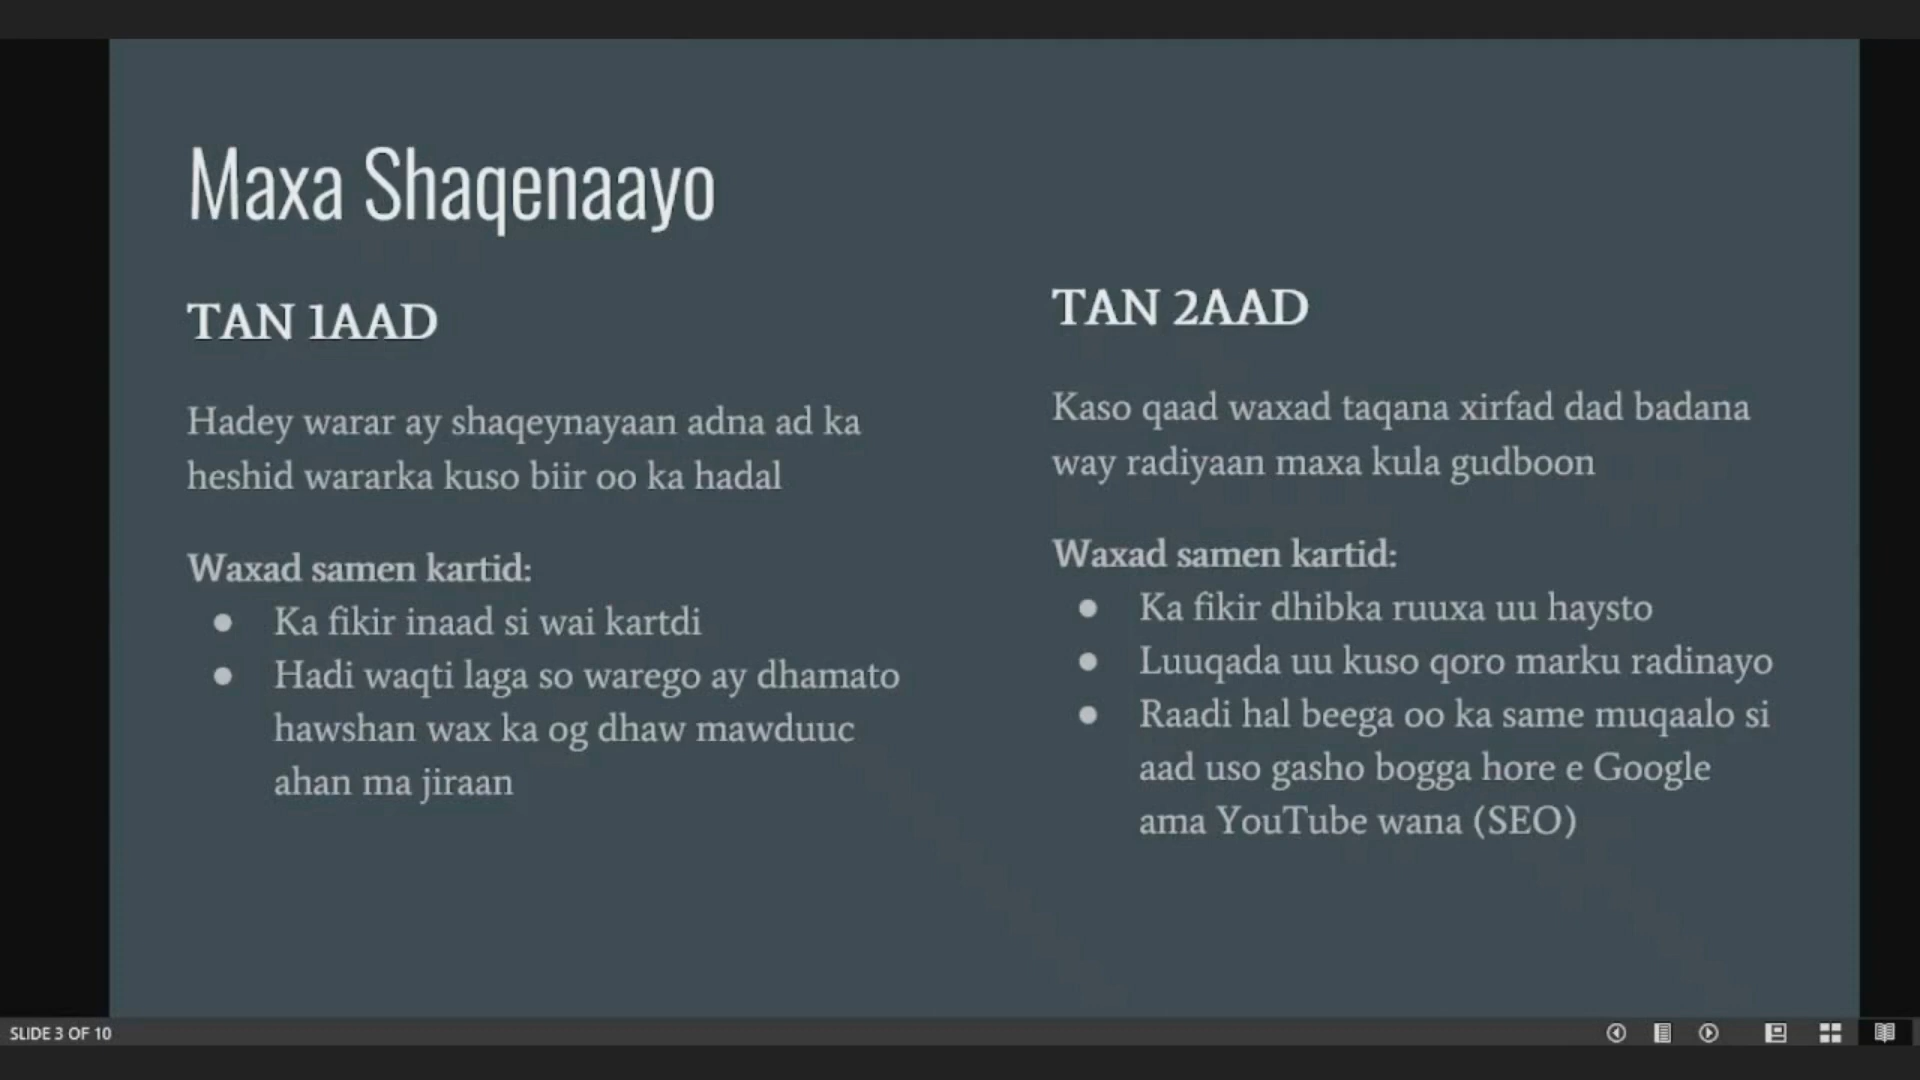 Maxa Shaqenaayo
TAN 1AAD
Hadey warar ay shaqeynayaan adna ad ka
heshid wararka kuso biir oo ka hadal
Waxad samen kartid:
● Ka fikir inaad si wai kartdi
● Hadi waqti laga so warego ay dhamato
hawshan wax ka og dhaw mawduuc
ahan ma jiraan
TAN 2AAD
Kaso qaad waxad taqana xirfad dad badana
way radiyaan maxa kula gudboon
Waxad samen kartid:
● Ka fikir dhibka ruuxa uu haysto
● Luuqada uu kuso qoro marku radinayo
● Raadi hal beega oo ka same muqaalo si
aad uso gasho bogga hore e Google
ama YouTube wana (SEO)
SLIDE 3 OF 10